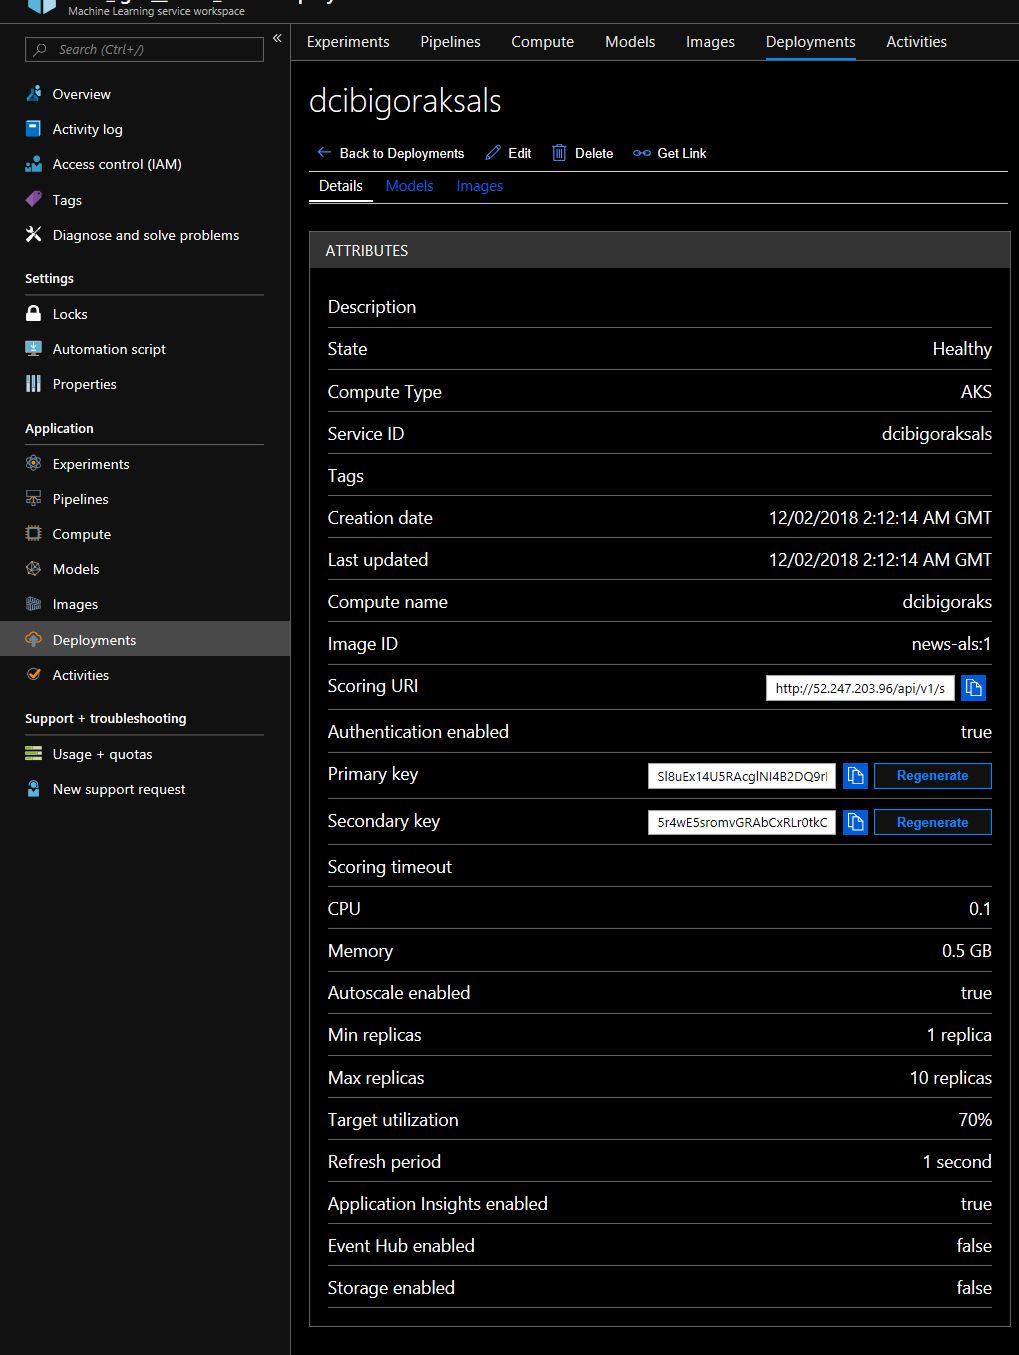 Machine Learning service workspace
Search (Ctrl+/)
«
Overview
Activity log
Access control (IAM)
Tags
Diagnose and solve problems
Settings
Locks
Automation script
Properties
Application
Experiments
Pipelines
Compute
Models
Images
Deployments
Activities
Support + troubleshooting
Usage + quotas
New support request
Experiments Pipelines Compute Models Images Deployments Activities
dcibigoraksals
Back to Deployments Edit Delete Get Link
Details Models Images
ATTRIBUTES
Description
State Healthy
Compute Type AKS
Service ID dcibigoraksals
Tags
Creation date 12/02/2018 2:12:14 AM GMT
Last updated 12/02/2018 2:12:14 AM GMT
Compute name dcibigoraks
Image ID news-als:1
Scoring URI http://52.247.203.96/api/v1/s
Authentication enabled true
Primary key Regenerate
Secondary key 5r4wE5sromvGRAbCxRLr0tkC Regenerate
Scoring timeout
CPU 0.1
Memory 0.5 GB
Autoscale enabled true
Min replicas 1 replica
Max replicas 10 replicas
Target utilization 70%
Refresh period 1 second
Application Insights enabled true
Event Hub enabled false
Storage enabled false